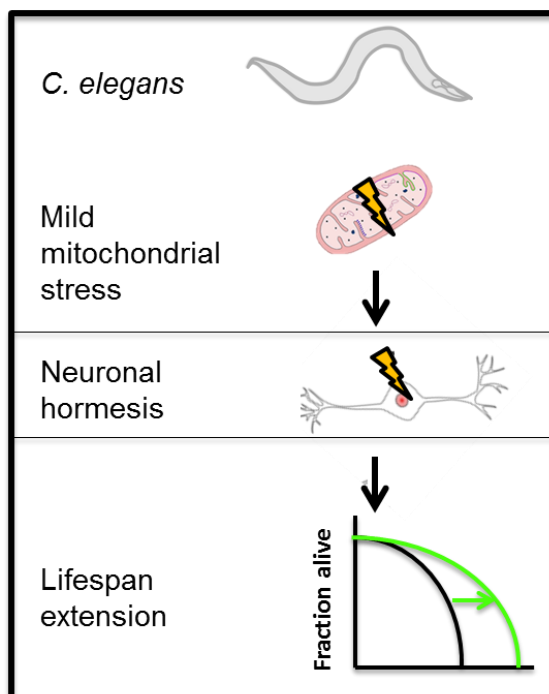 C. elegans
Mild
mitochondrial
stress
Neuronal
hormesis
Lifespan
extension
Fraction alive